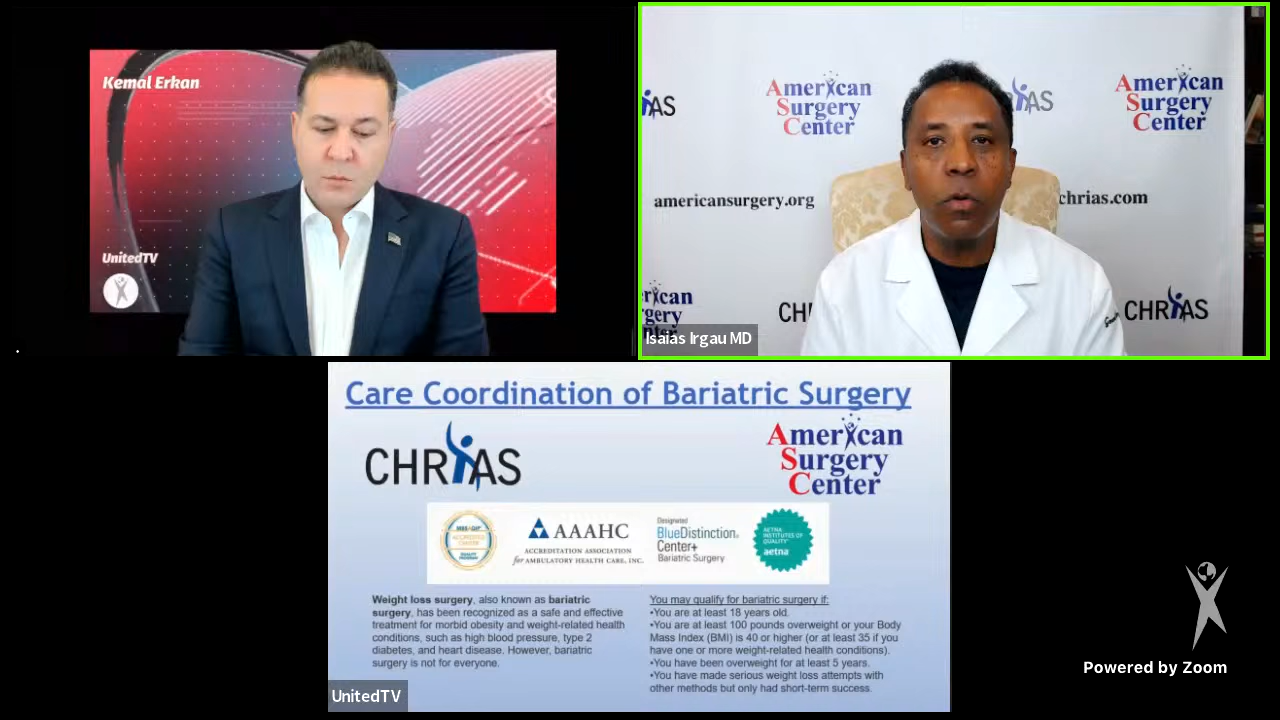 Kemal Erkan
UnitedTV
American
Surgery
Center
American
Surgery
Center
americansurgery.org
chrias.com
CHRIAS
Isaias Irgau MD
Care Coordination of Bariatric Surgery
CHRIAS
American
Surgery
Center
AAAHC
ACCREDITATION ASSOCIATION
for AMBULATORY HEALTH CARE, INC.
Designated
BlueDistinction®
Center+
Bariatric Surgery
AETNA
INSTITUTES OF
QUALITY
aetna
Weight loss surgery, also known as bariatric
surgery, has been recognized as a safe and effective
treatment for morbid obesity and weight-related health
conditions, such as high blood pressure, type 2
diabetes, and heart disease. However, bariatric
surgery is not for everyone.
You may qualify for bariatric surgery if:
•You are at least 18 years old.
•You are at least 100 pounds overweight or your Body
Mass Index (BMI) is 40 or higher (or at least 35 if you
have one or more weight-related health conditions).
•You have been overweight for at least 5 years.
•You have made serious weight loss attempts with
other methods but only had short-term success.
UnitedTV
Powered by Zoom